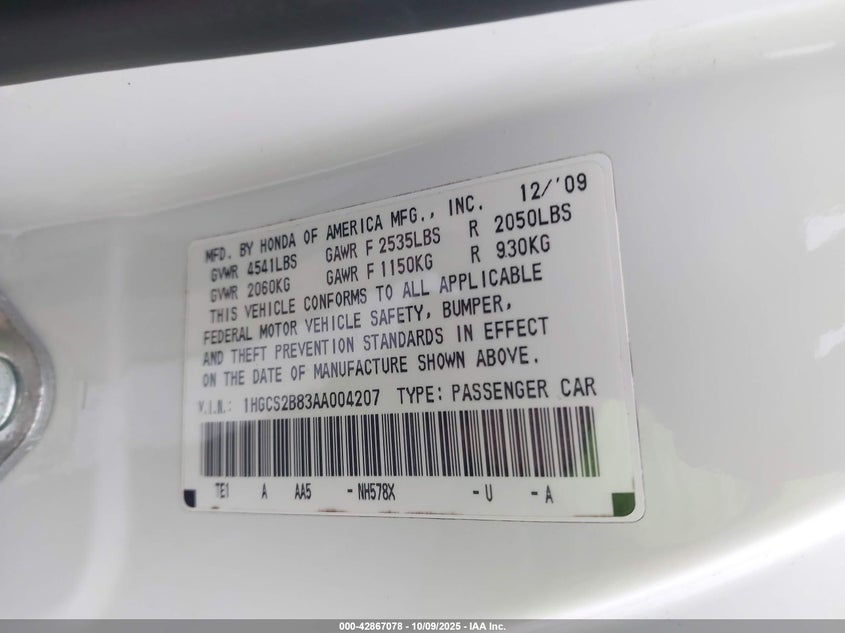 MFD. BY HONDA OF AMERICA MFG., INC. 12/'09
GVWR 4541LBS GAWR F 2535LBS R 2050LBS
GVWR 2060KG GAWR F 1150KG R 930KG
THIS VEHICLE CONFORMS TO ALL APPLICABLE
FEDERAL MOTOR VEHICLE SAFETY, BUMPER,
AND THEFT PREVENTION STANDARDS IN EFFECT
ON THE DATE OF MANUFACTURE SHOWN ABOVE.
V.I.N.: 1HGCS2B83AA004207 TYPE: PASSENGER CAR
TE1 A AA5 - NH578X - U - A
000-42867078 | 10/09/2025 | IAA Inc.